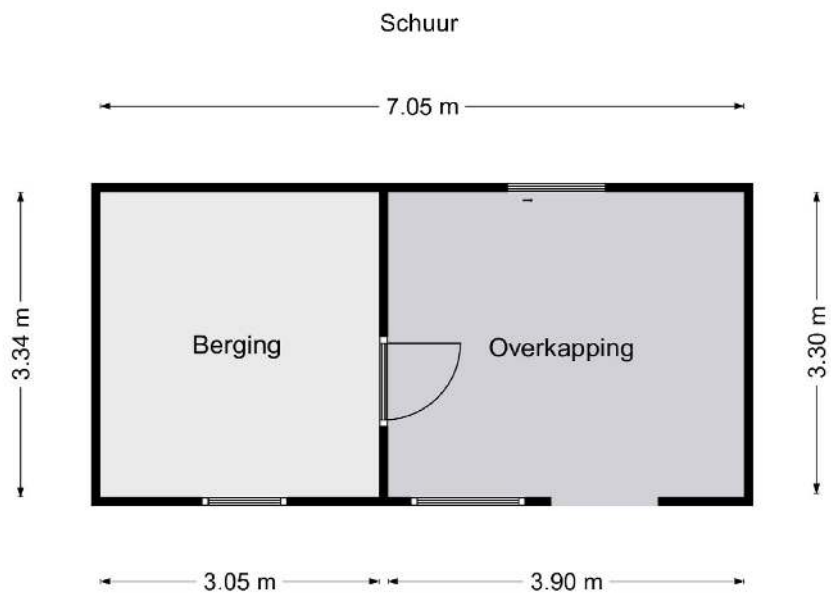 Schuur
7.05 m
3.34 m
3.30 m
Berging
Overkapping
3.05 m
3.90 m